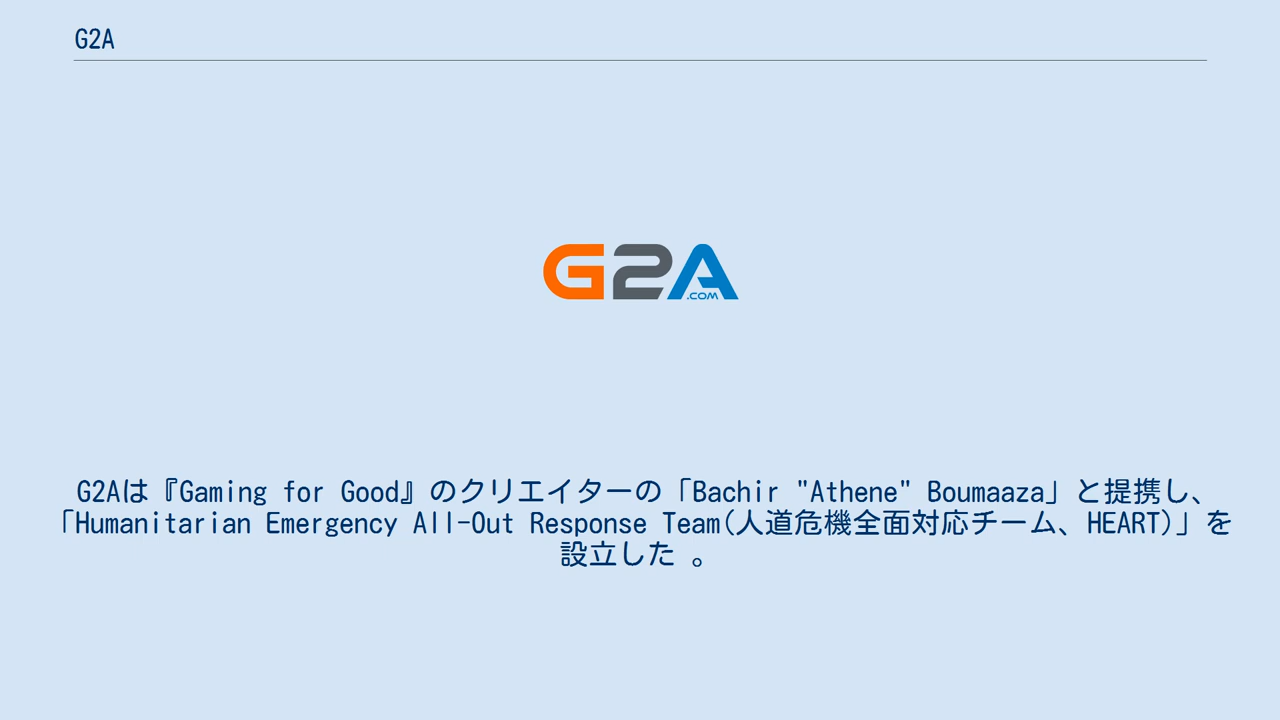 G2A
G2A
.COM
G2Aは『Gaming for Good』のクリエイターの「Bachir "Athene" Boumaaza」と提携し、
「Humanitarian Emergency All-Out Response Team(人道危機全面対応チーム、HEART)」を
設立した 。